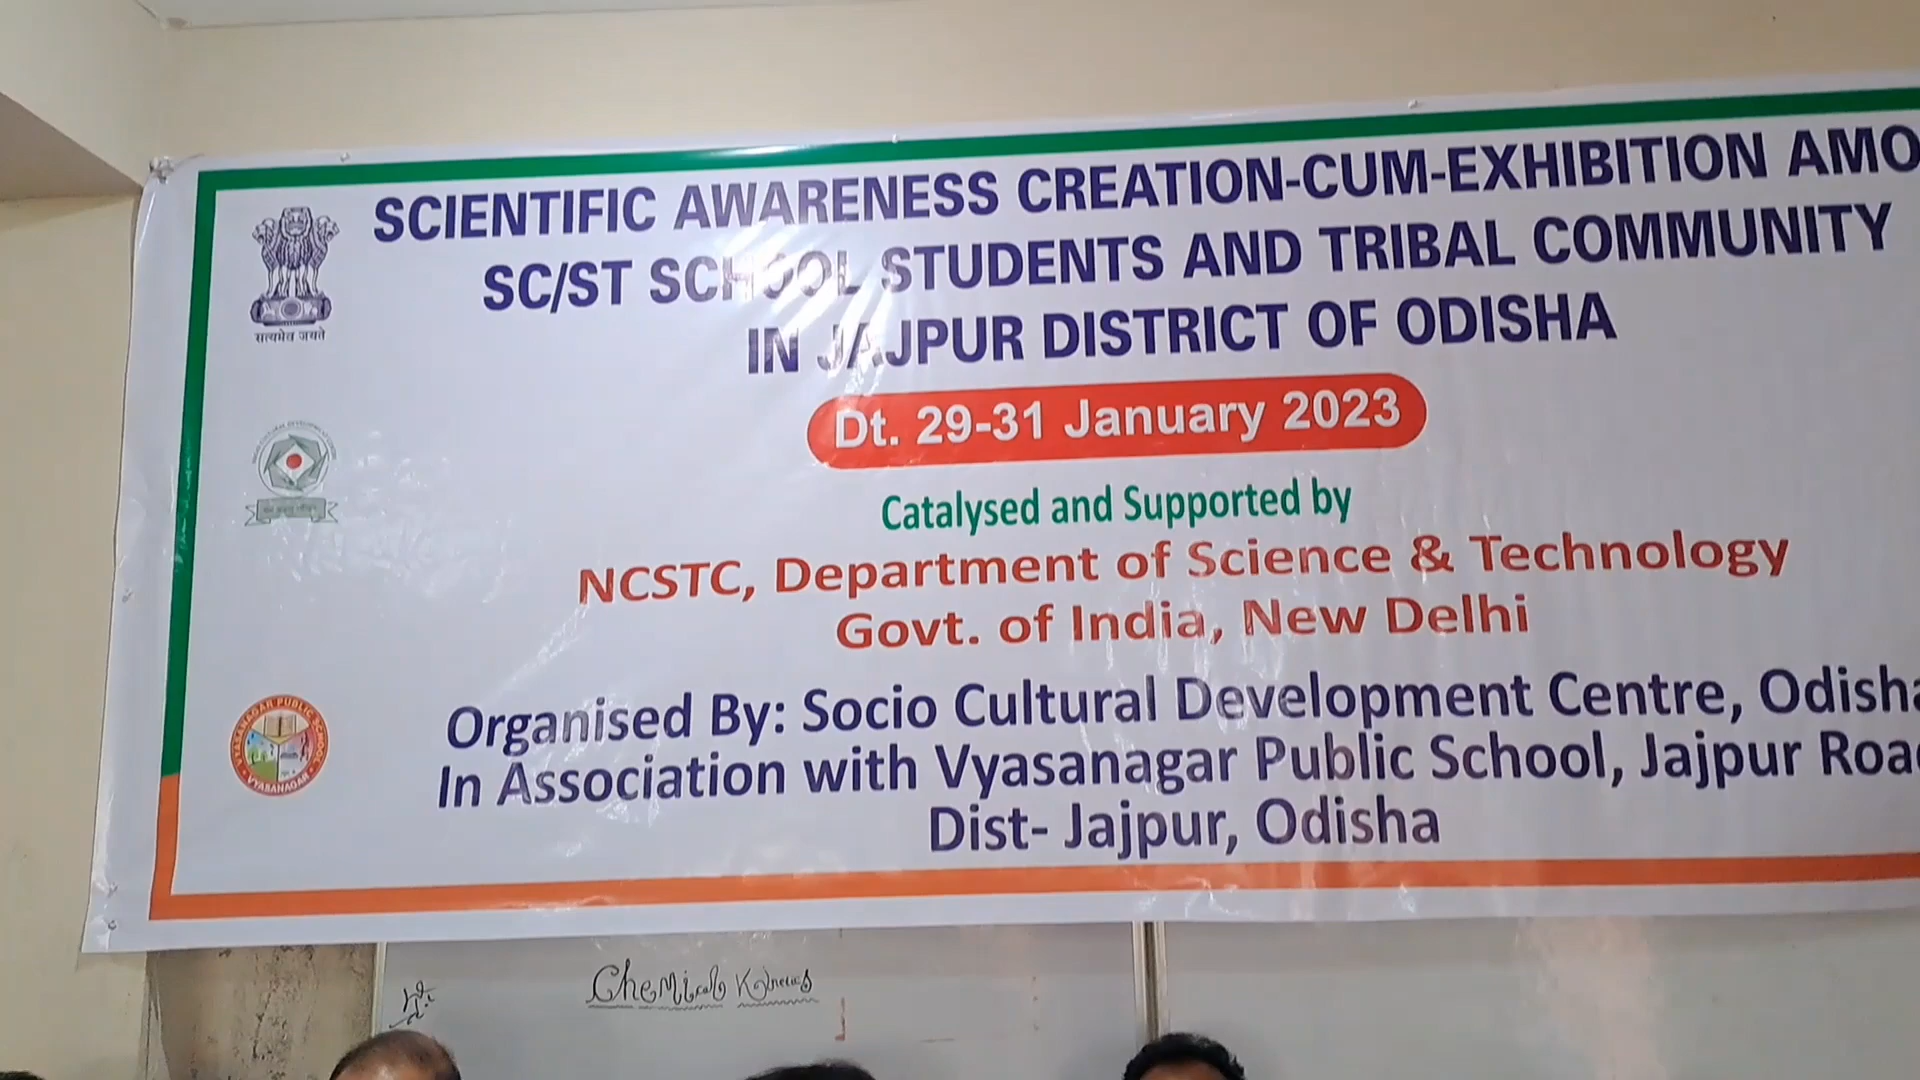 SCIENTIFIC AWARENESS CREATION-CUM-EXHIBITION AMO
SC/ST SCHOOL STUDENTS AND TRIBAL COMMUNITY
IN JAJPUR DISTRICT OF ODISHA
सत्यमेव जयते
Dt. 29-31 January 2023
Catalysed and Supported by
NCSTC, Department of Science & Technology
Govt. of India, New Delhi
VYASANAGAR PUBLIC SCHOOL
VYASANAGAR
Organised By: Socio Cultural Development Centre, Odisha
In Association with Vyasanagar Public School, Jajpur Roa
Dist- Jajpur, Odisha
Chemical Kinetics